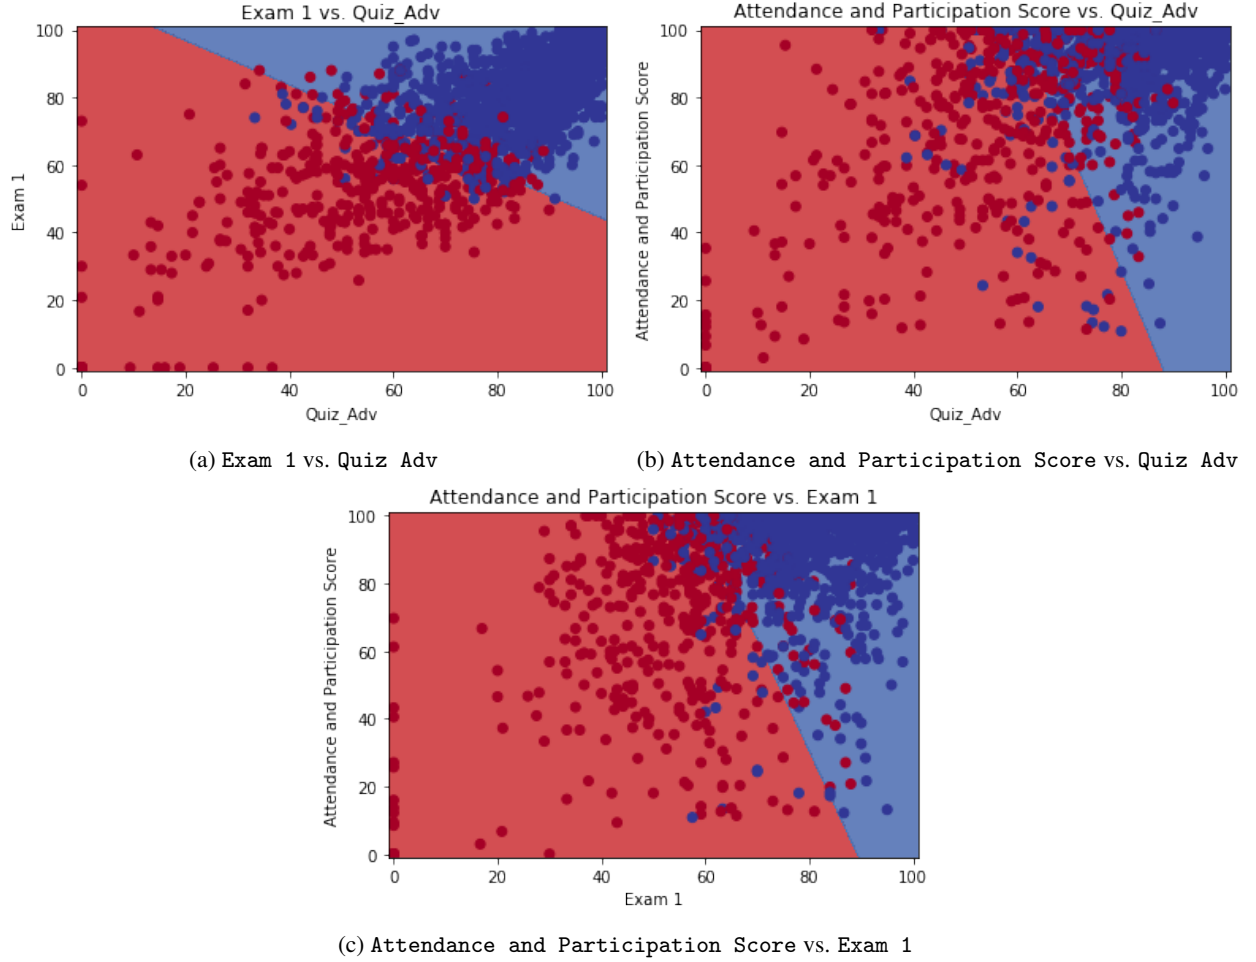 Exam 1 vs. Quiz_Adv
100
80
60
40
20
0
Exam 1
0 20 40 60 80 100
Quiz_Adv
(a) Exam 1 vs. Quiz Adv
Attendance and Participation Score vs. Quiz_Adv
100
80
60
40
20
0
Attendance and Participation Score
0 20 40 60 80 100
Quiz_Adv
(b) Attendance and Participation Score vs. Quiz Adv
Attendance and Participation Score vs. Exam 1
100
80
60
40
20
0
Attendance and Participation Score
0 20 40 60 80 100
Exam 1
(c) Attendance and Participation Score vs. Exam 1